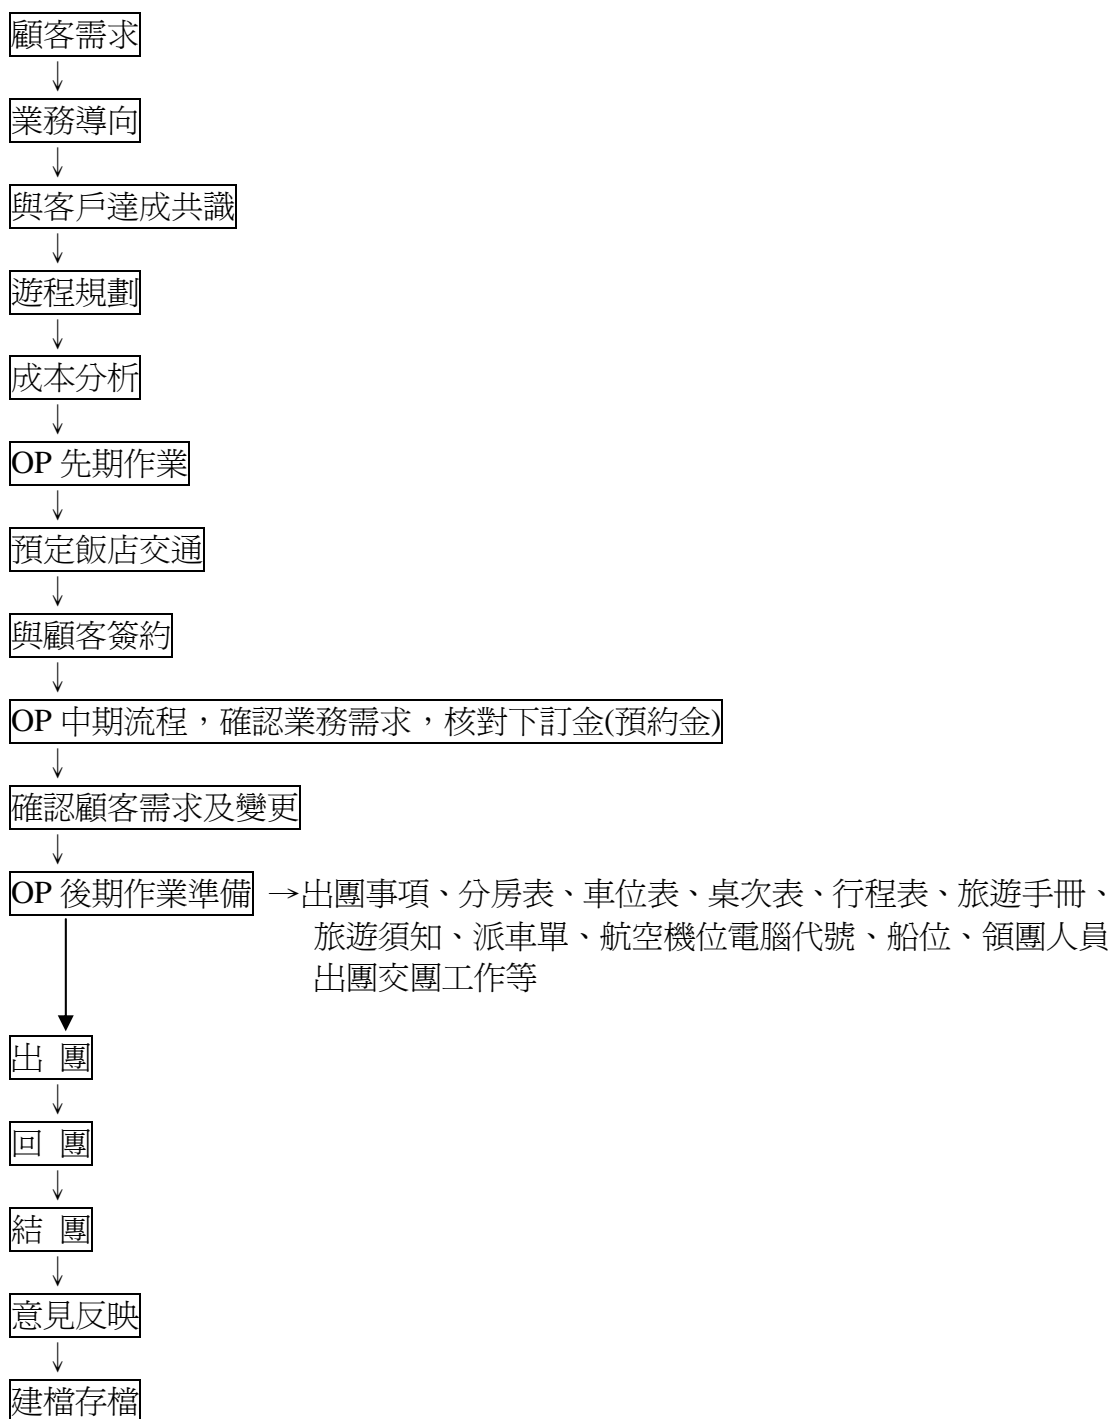 顧客需求
↓
業務導向
↓
與客戶達成共識
↓
遊程規劃
↓
成本分析
↓
OP 先期作業
↓
預定飯店交通
↓
與顧客簽約
↓
OP 中期流程，確認業務需求，核對下訂金(預約金)
↓
確認顧客需求及變更
↓
OP 後期作業準備 →出團事項、分房表、車位表、桌次表、行程表、旅遊手冊、
旅遊須知、派車單、航空機位電腦代號、船位、領團人員
出團交團工作等
出 團
↓
回 團
↓
結 團
↓
意見反映
↓
建檔存檔